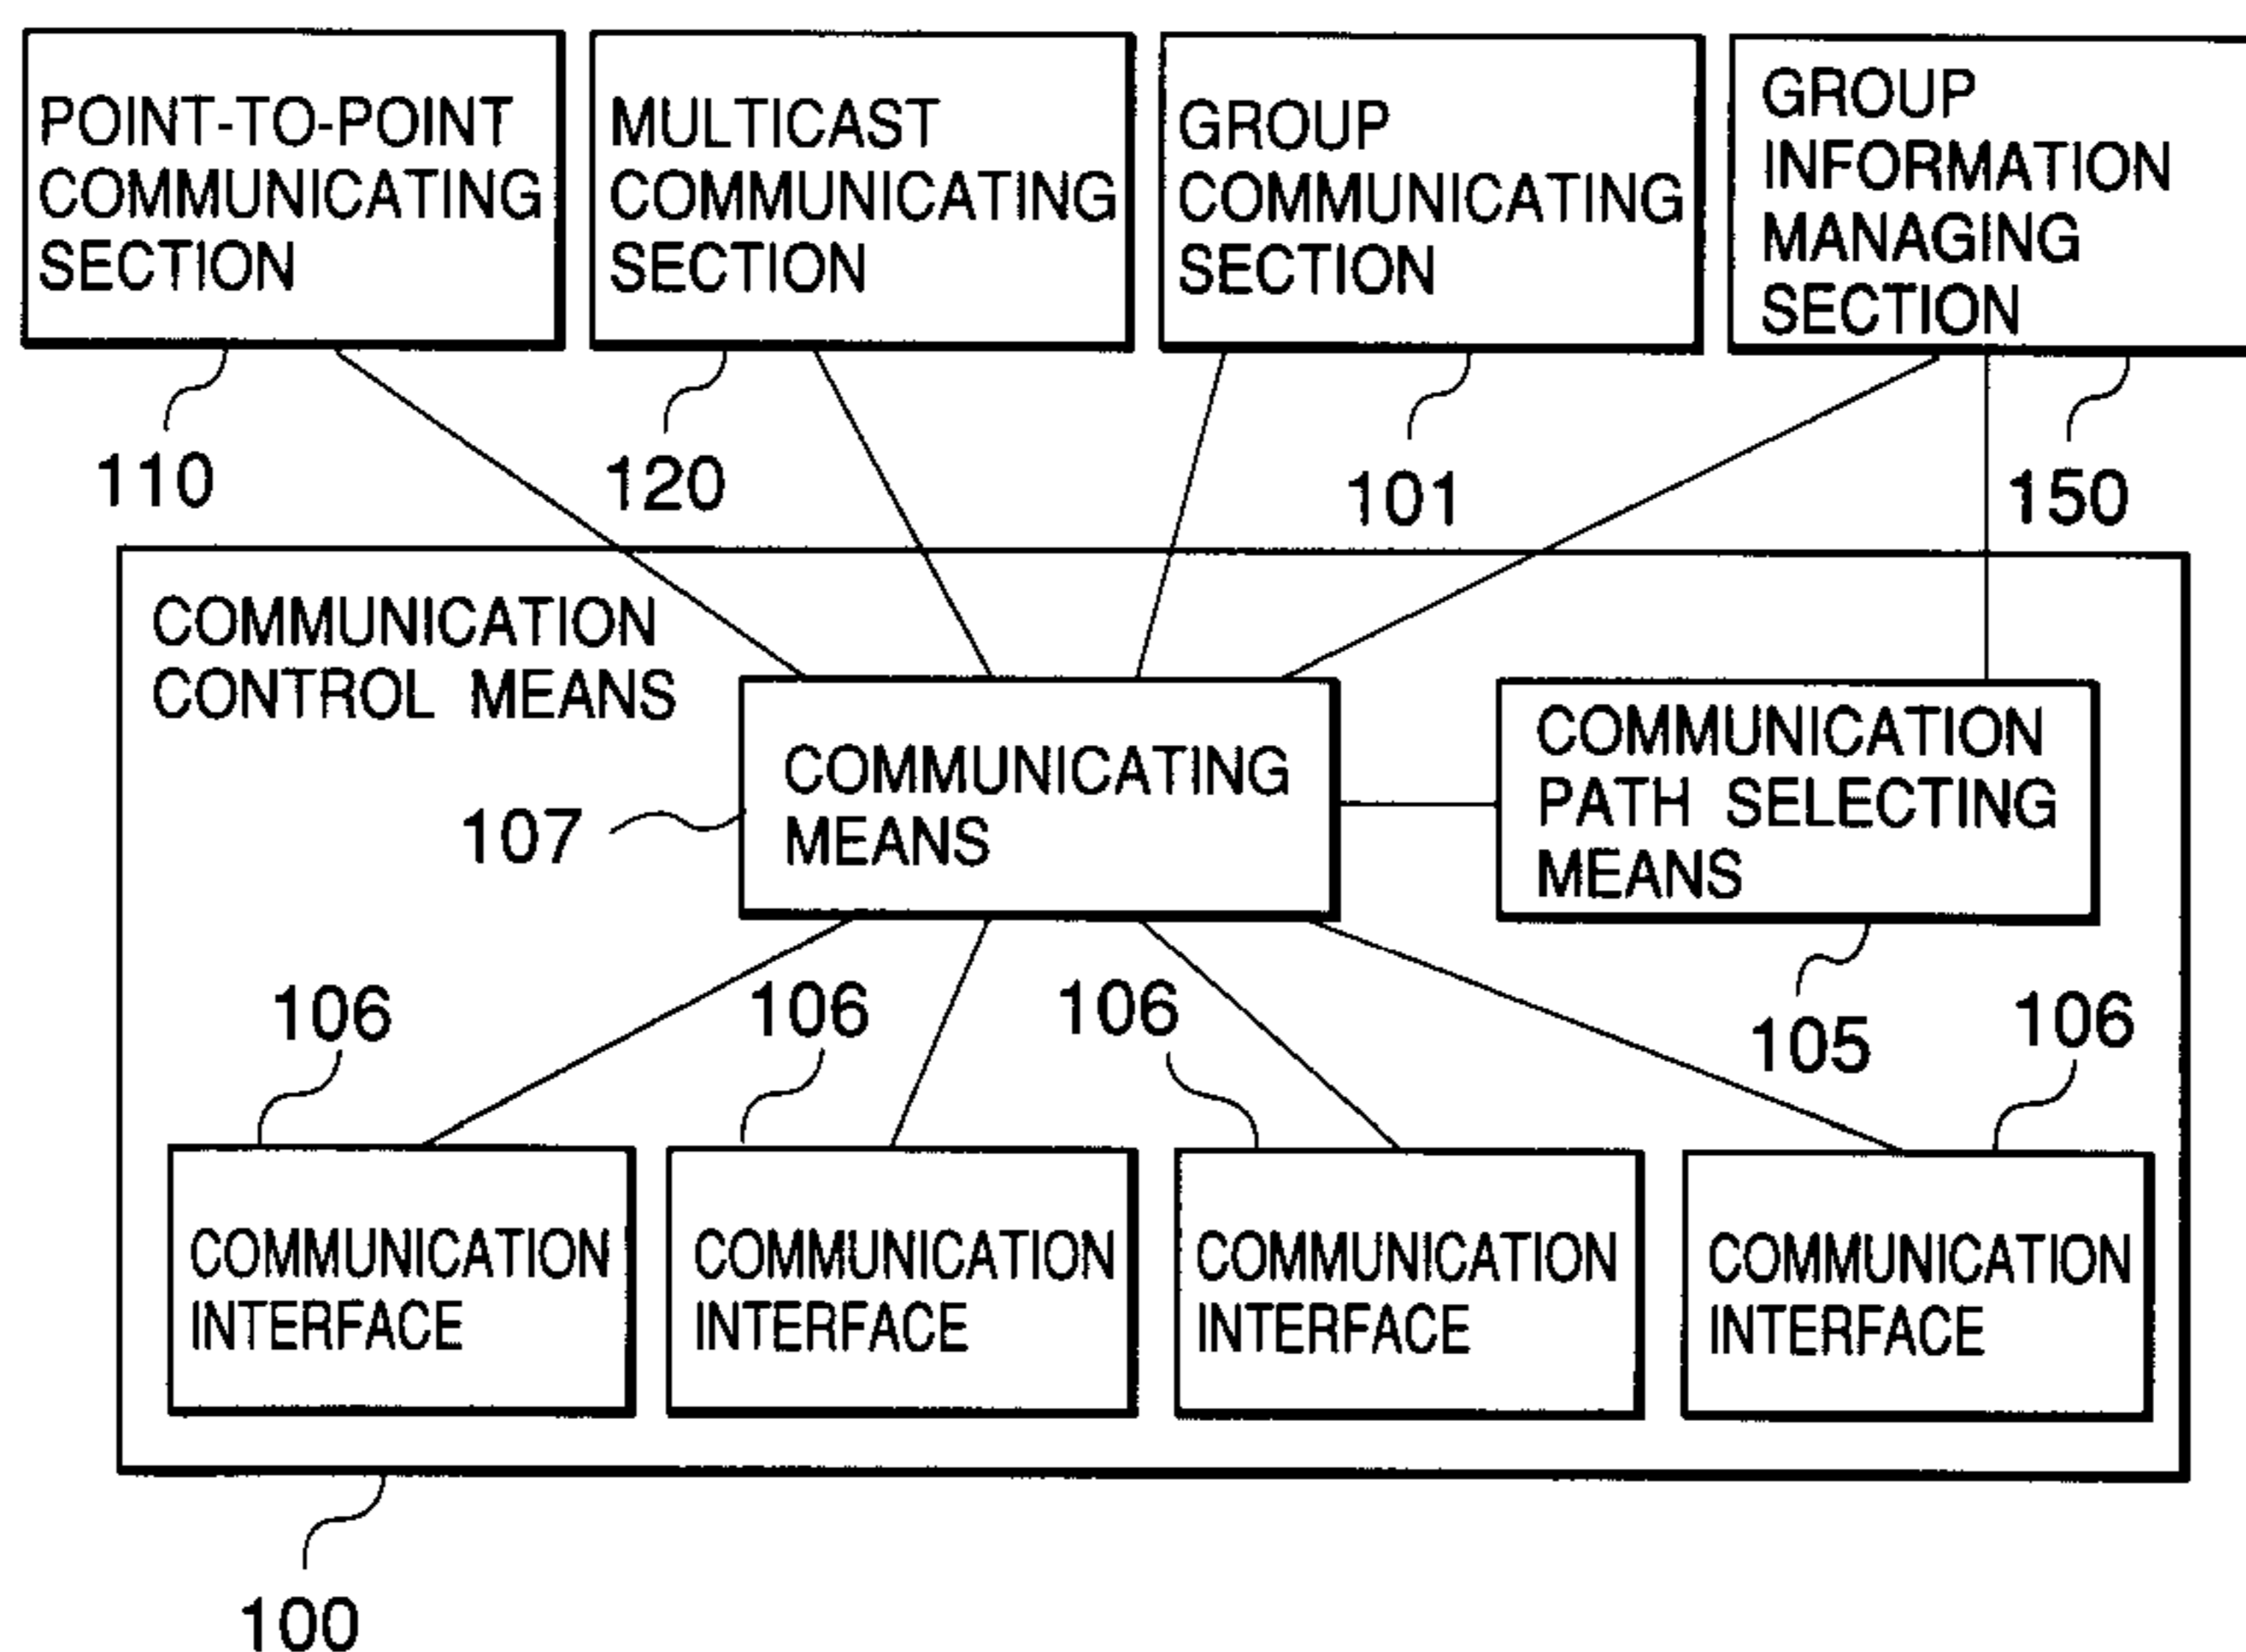 POINT-TO-POINT
COMMUNICATING
SECTION
MULTICAST
COMMUNICATING
SECTION
GROUP
COMMUNICATING
SECTION
GROUP
INFORMATION
MANAGING
SECTION
110
120
101
150
COMMUNICATION
CONTROL MEANS
COMMUNICATING
MEANS
107
COMMUNICATION
PATH SELECTING
MEANS
105
106
106
106
106
COMMUNICATION
INTERFACE
COMMUNICATION
INTERFACE
COMMUNICATION
INTERFACE
COMMUNICATION
INTERFACE
100